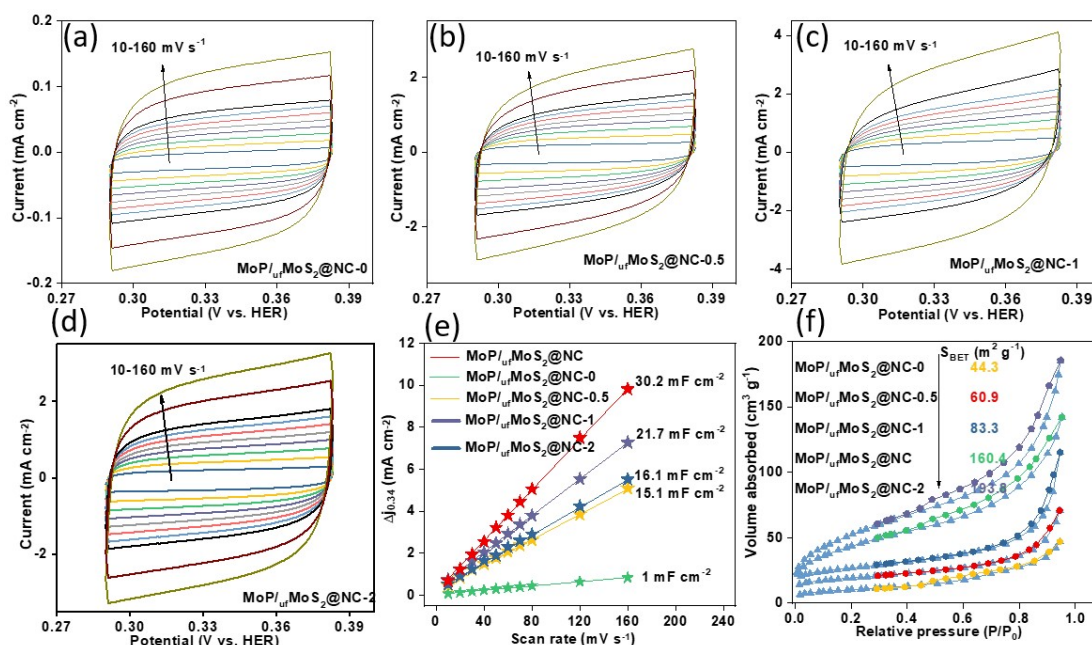 (a)
10-160 mV s⁻¹
Current (mA cm⁻²)
0.2
0.1
0.0
-0.1
-0.2
0.27
0.30
0.33
0.36
0.39
Potential (V vs. HER)
MoP/ufMoS₂@NC-0
(b)
10-160 mV s⁻¹
Current (mA cm⁻²)
2
0
-2
0.27
0.30
0.33
0.36
0.39
Potential (V vs. HER)
MoP/ufMoS₂@NC-0.5
(c)
10-160 mV s⁻¹
Current (mA cm⁻²)
4
2
0
-2
-4
0.27
0.30
0.33
0.36
0.39
Potential (V vs. HER)
MoP/ufMoS₂@NC-1
(d)
10-160 mV s⁻¹
Current (mA cm⁻²)
2
0
-2
0.27
0.30
0.33
0.36
0.39
Potential (V vs. HER)
MoP/ufMoS₂@NC-2
(e)
MoP/ufMoS₂@NC
MoP/ufMoS₂@NC-0
MoP/ufMoS₂@NC-0.5
MoP/ufMoS₂@NC-1
MoP/ufMoS₂@NC-2
30.2 mF cm⁻²
21.7 mF cm⁻²
16.1 mF cm⁻²
15.1 mF cm⁻²
1 mF cm⁻²
Δj0.34 (mA cm⁻²)
12
10
8
6
4
2
0
0
40
80
120
160
200
240
Scan rate (mV s⁻¹)
(f)
S_BET (m² g⁻¹)
MoP/ufMoS₂@NC-0 44.3
MoP/ufMoS₂@NC-0.5 60.9
MoP/ufMoS₂@NC-1 83.3
MoP/ufMoS₂@NC 160.4
MoP/ufMoS₂@NC-2
Volume absorbed (cm³ g⁻¹)
200
150
100
50
0
0.0
0.2
0.4
0.6
0.8
1.0
Relative pressure (P/P₀)